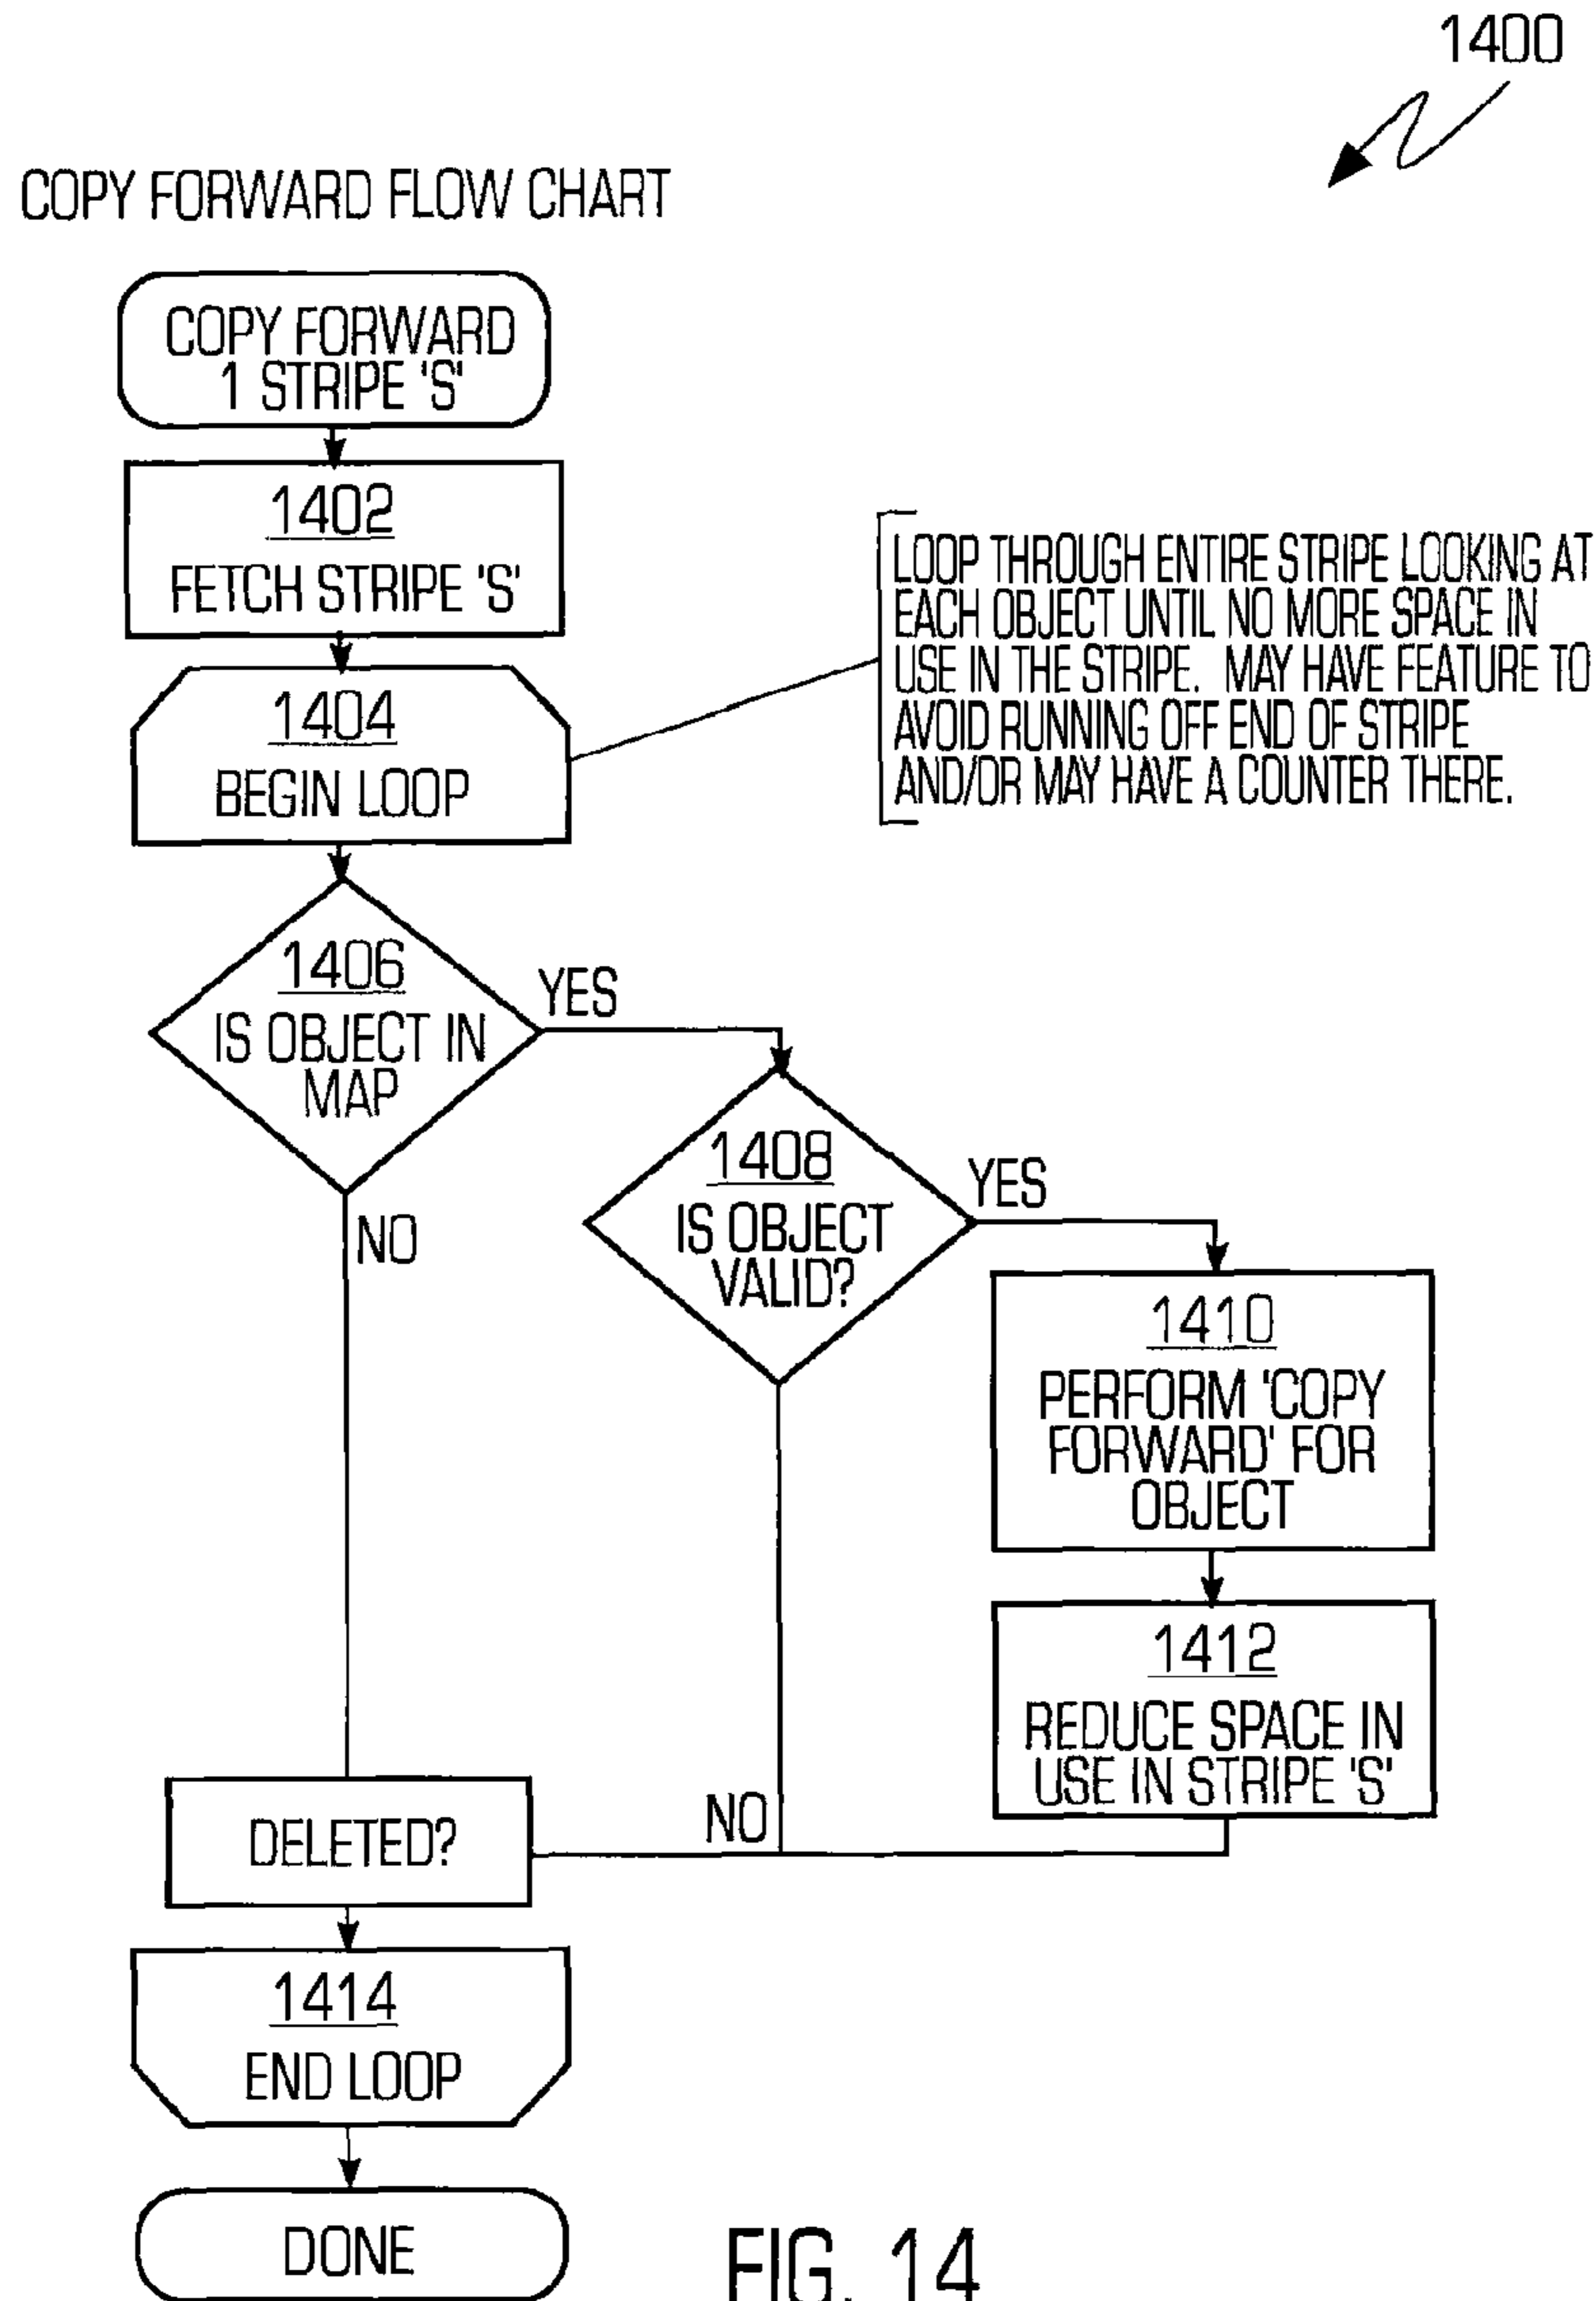 1400
COPY FORWARD FLOW CHART
COPY FORWARD
1 STRIPE 'S'
1402
FETCH STRIPE 'S'
1404
BEGIN LOOP
LOOP THROUGH ENTIRE STRIPE LOOKING AT
EACH OBJECT UNTIL NO MORE SPACE IN
USE IN THE STRIPE. MAY HAVE FEATURE TO
AVOID RUNNING OFF END OF STRIPE
AND/OR MAY HAVE A COUNTER THERE.
1406
IS OBJECT IN
MAP
YES
NO
1408
IS OBJECT
VALID?
YES
NO
1410
PERFORM 'COPY
FORWARD' FOR
OBJECT
1412
REDUCE SPACE IN
USE IN STRIPE 'S'
DELETED?
1414
END LOOP
DONE
FIG. 14